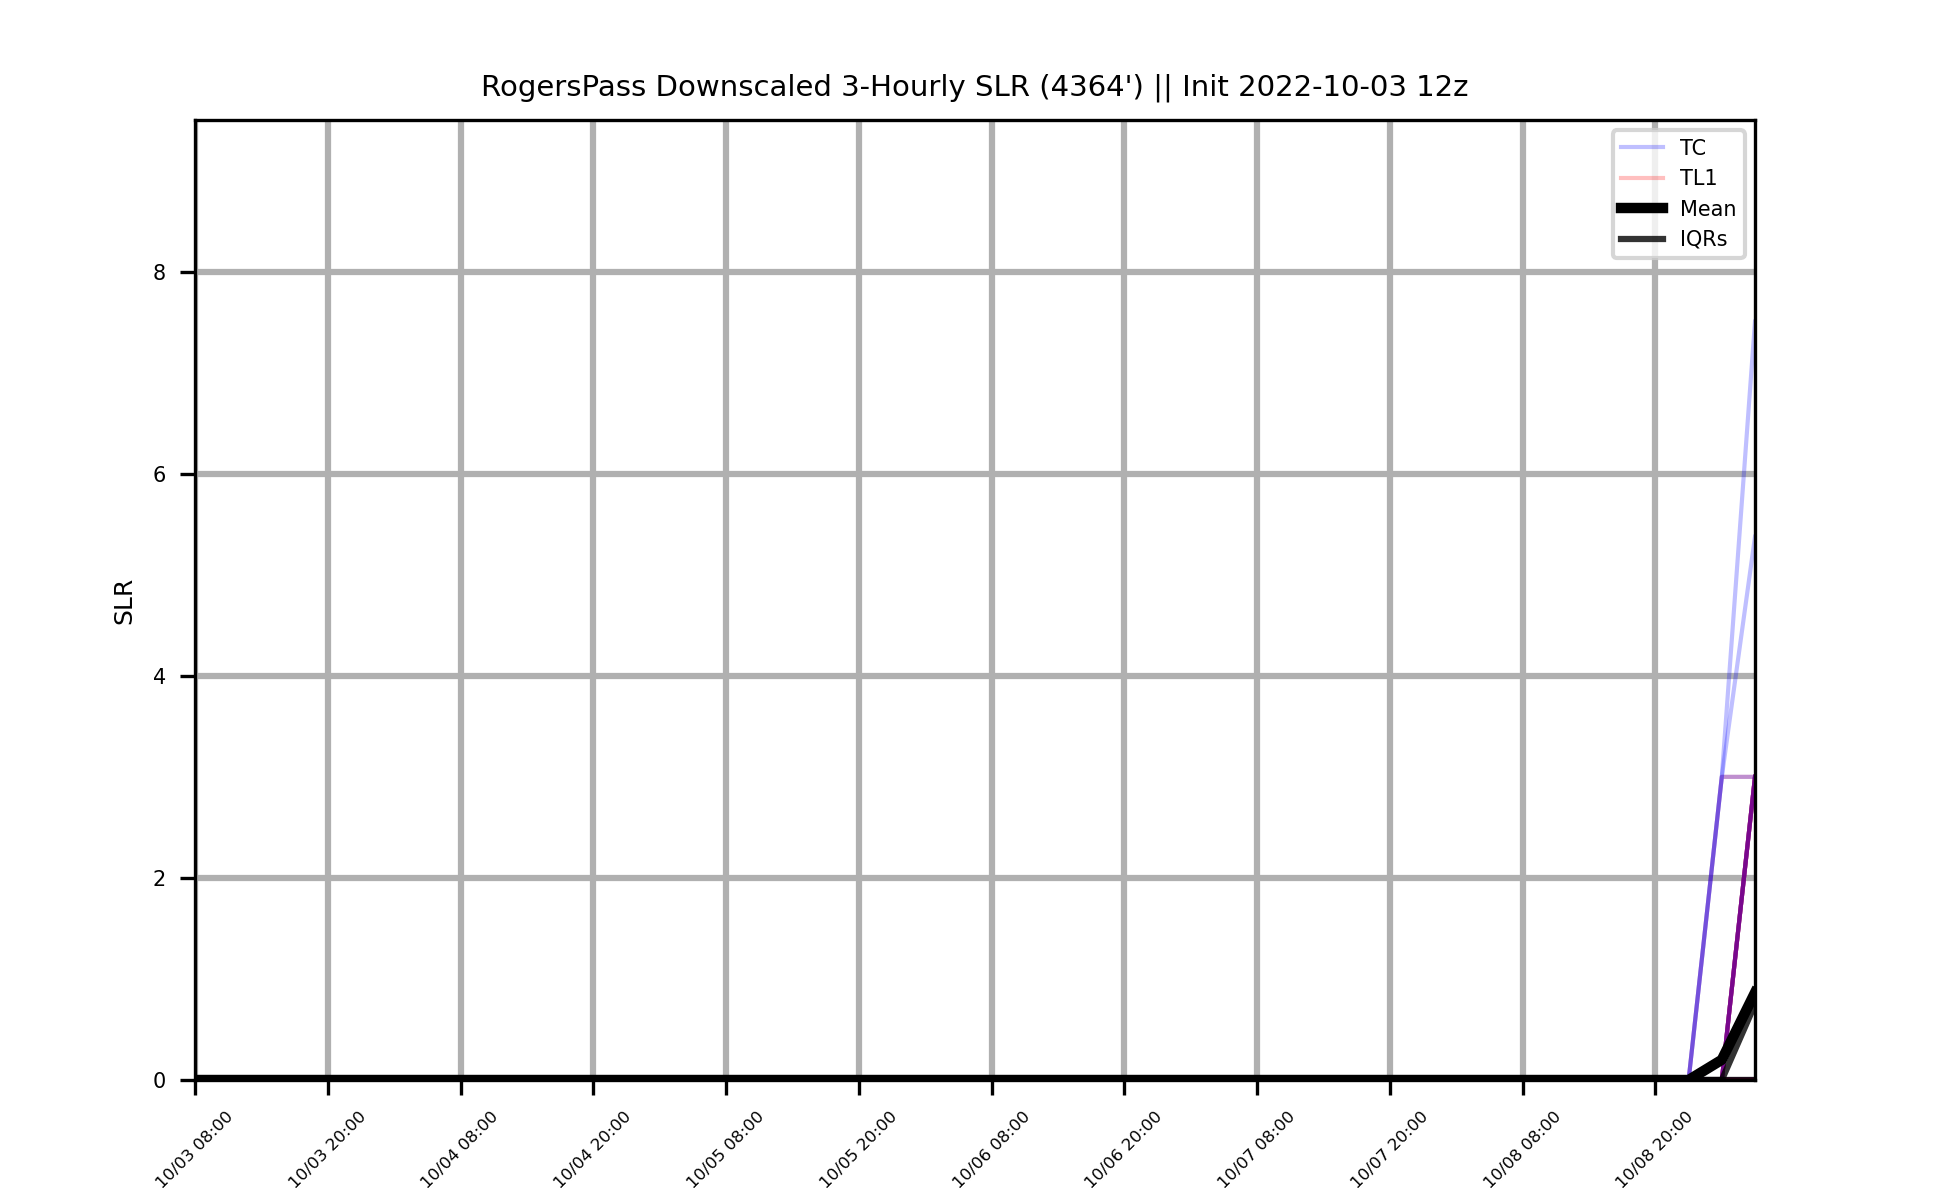 RogersPass Downscaled 3-Hourly SLR (4364') || Init 2022-10-03 12z
TC
TL1
Mean
IQRs
8
6
4
2
0
SLR
10/03 08:00
10/03 20:00
10/04 08:00
10/04 20:00
10/05 08:00
10/05 20:00
10/06 08:00
10/06 20:00
10/07 08:00
10/07 20:00
10/08 08:00
10/08 20:00